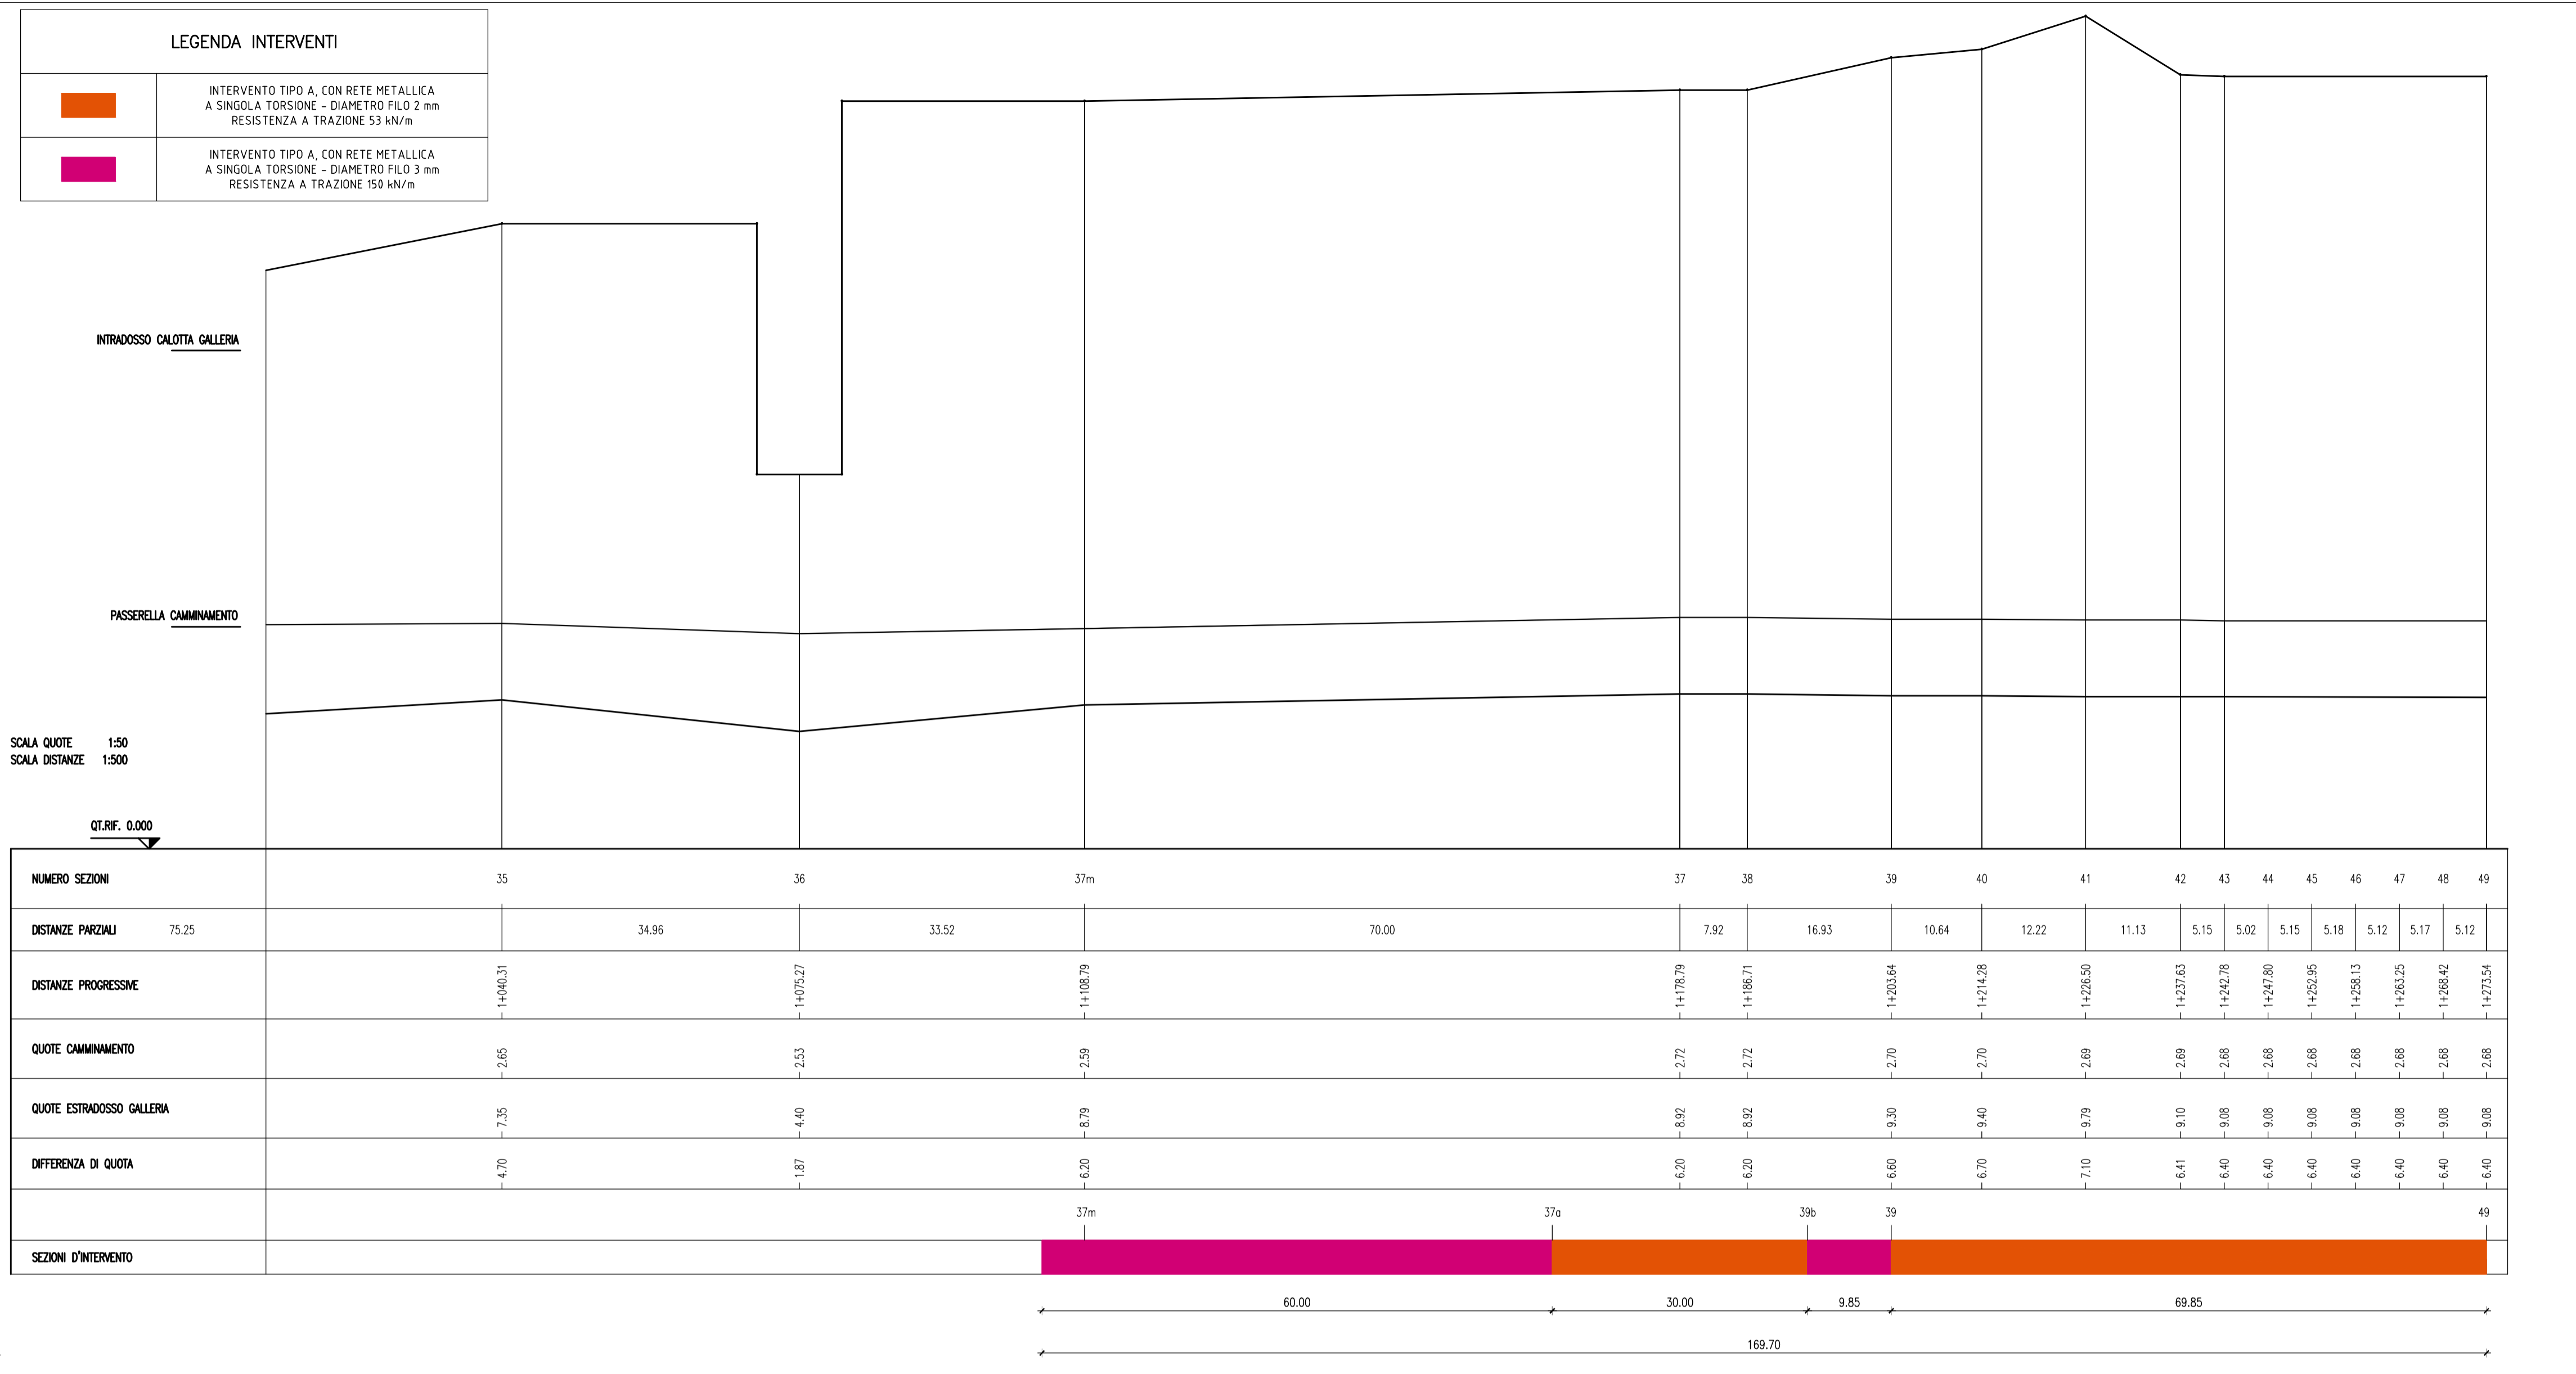 LEGENDA INTERVENTI
INTERVENTO TIPO A, CON RETE METALLICA
A SINGOLA TORSIONE - DIAMETRO FILO 2 mm
RESISTENZA A TRAZIONE 53 kN/m
INTERVENTO TIPO A, CON RETE METALLICA
A SINGOLA TORSIONE - DIAMETRO FILO 3 mm
RESISTENZA A TRAZIONE 150 kN/m
INTRADOSSO CALOTTA GALLERIA
PASSERELLA CAMMINAMENTO
SCALA QUOTE 1:50
SCALA DISTANZE 1:500
QT.RIF. 0.000
NUMERO SEZIONI 35 36 37m 37 38 39 40 41 42 43 44 45 46 47 48 49
DISTANZE PARZIALI 75.25 34.96 33.52 70.00 7.92 16.93 10.64 12.22 11.13 5.15 5.02 5.15 5.18 5.12 5.17 5.12
DISTANZE PROGRESSIVE 1+040.31 1+075.27 1+108.79 1+178.79 1+186.71 1+203.64 1+214.28 1+226.50 1+237.63 1+242.78 1+247.80 1+252.95 1+258.13 1+263.25 1+268.42 1+273.54
QUOTE CAMMINAMENTO 2.65 2.53 2.59 2.72 2.72 2.70 2.70 2.69 2.69 2.68 2.68 2.68 2.68 2.68 2.68 2.68
QUOTE ESTRADOSSO GALLERIA 7.35 4.40 8.79 8.92 8.92 9.30 9.40 9.79 9.10 9.08 9.08 9.08 9.08 9.08 9.08 9.08
DIFFERENZA DI QUOTA 4.70 1.87 6.20 6.20 6.20 6.60 6.70 7.10 6.41 6.40 6.40 6.40 6.40 6.40 6.40 6.40
37m 37a 39b 39 49
SEZIONI D'INTERVENTO
60.00 30.00 9.85 69.85
169.70